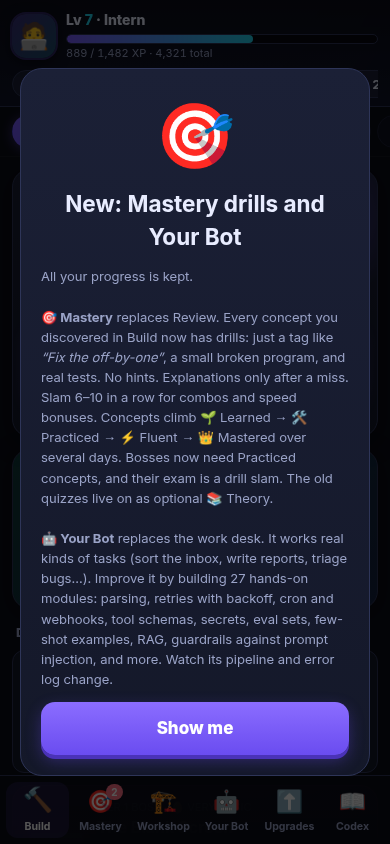 Lv 7 · Intern
889 / 1,482 XP · 4,321 total
New: Mastery drills and
Your Bot
All your progress is kept.
🎯 Mastery replaces Review. Every concept you
discovered in Build now has drills: just a tag like
“Fix the off-by-one”, a small broken program, and
real tests. No hints. Explanations only after a miss.
Slam 6–10 in a row for combos and speed
bonuses. Concepts climb 🌱 Learned → 🛠️
Practiced → ⚡ Fluent → 👑 Mastered over
several days. Bosses now need Practiced
concepts, and their exam is a drill slam. The old
quizzes live on as optional 📚 Theory.
🤖 Your Bot replaces the work desk. It works real
kinds of tasks (sort the inbox, write reports, triage
bugs…). Improve it by building 27 hands-on
modules: parsing, retries with backoff, cron and
webhooks, tool schemas, secrets, eval sets, few-
shot examples, RAG, guardrails against prompt
injection, and more. Watch its pipeline and error
log change.
Show me
2
Build Mastery Workshop Your Bot Upgrades Codex